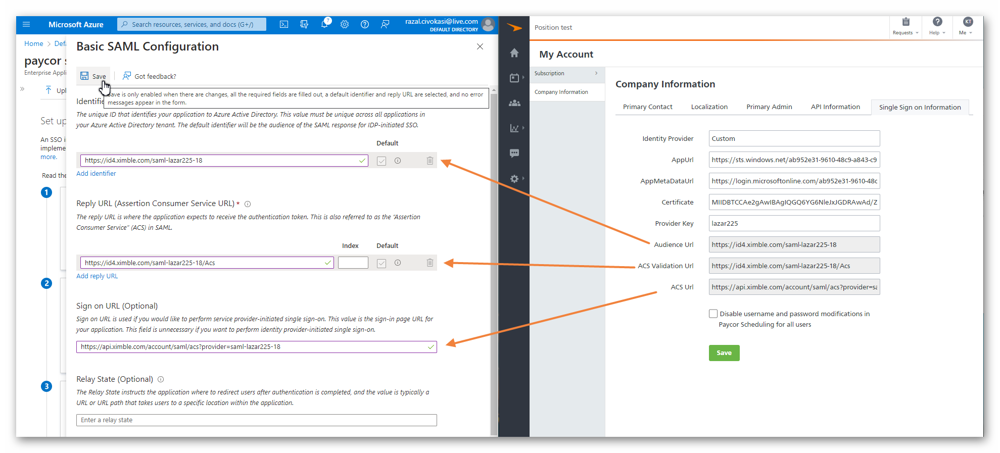 Microsoft Azure
Search resources, services, and docs (G+/)
7
razal.civokasi@live.com
DEFAULT DIRECTORY
Home
paycor
Enterprise Appli
Upl
Set up
An SSO i
impleme
more.
Read the
1
2
3
Basic SAML Configuration
Save
Got feedback?
Save is only enabled when there are changes, all the required fields are filled out, a default identifier and reply URL are selected, and no error
messages appear in the form.
Identifie
The unique ID that identifies your application to Azure Active Directory. This value must be unique across all applications in
your Azure Active Directory tenant. The default identifier will be the audience of the SAML response for IDP-initiated SSO.
Default
https://id4.ximble.com/saml-lazar225-18
Add identifier
Reply URL (Assertion Consumer Service URL) *
The reply URL is where the application expects to receive the authentication token. This is also referred to as the “Assertion
Consumer Service” (ACS) in SAML.
Index Default
https://id4.ximble.com/saml-lazar225-18/Acs
Add reply URL
Sign on URL (Optional)
Sign on URL is used if you would like to perform service provider-initiated single sign-on. This value is the sign-in page URL for
your application. This field is unnecessary if you want to perform identity provider-initiated single sign-on.
https://api.ximble.com/account/saml/acs?provider=saml-lazar225-18
Relay State (Optional)
The Relay State instructs the application where to redirect users after authentication is completed, and the value is typically a
URL or URL path that takes users to a specific location within the application.
Enter a relay state
Position test
Requests
Help
KT
Me
My Account
Subscription
Company Information
Company Information
Primary Contact Localization Primary Admin API Information Single Sign on Information
Identity Provider Custom
AppUrl https://sts.windows.net/ab952e31-9610-48c9-a843-c9
AppMetaDataUrl https://login.microsoftonline.com/ab952e31-9610-48c
Certificate MIIDBTCCAe2gAwIBAgIQGQ6YG6NleJxJGDRAwAd/Z
Provider Key lazar225
Audience Url https://id4.ximble.com/saml-lazar225-18
ACS Validation Url https://id4.ximble.com/saml-lazar225-18/Acs
ACS Url https://api.ximble.com/account/saml/acs?provider=sa
Disable username and password modifications in
Paycor Scheduling for all users
Save